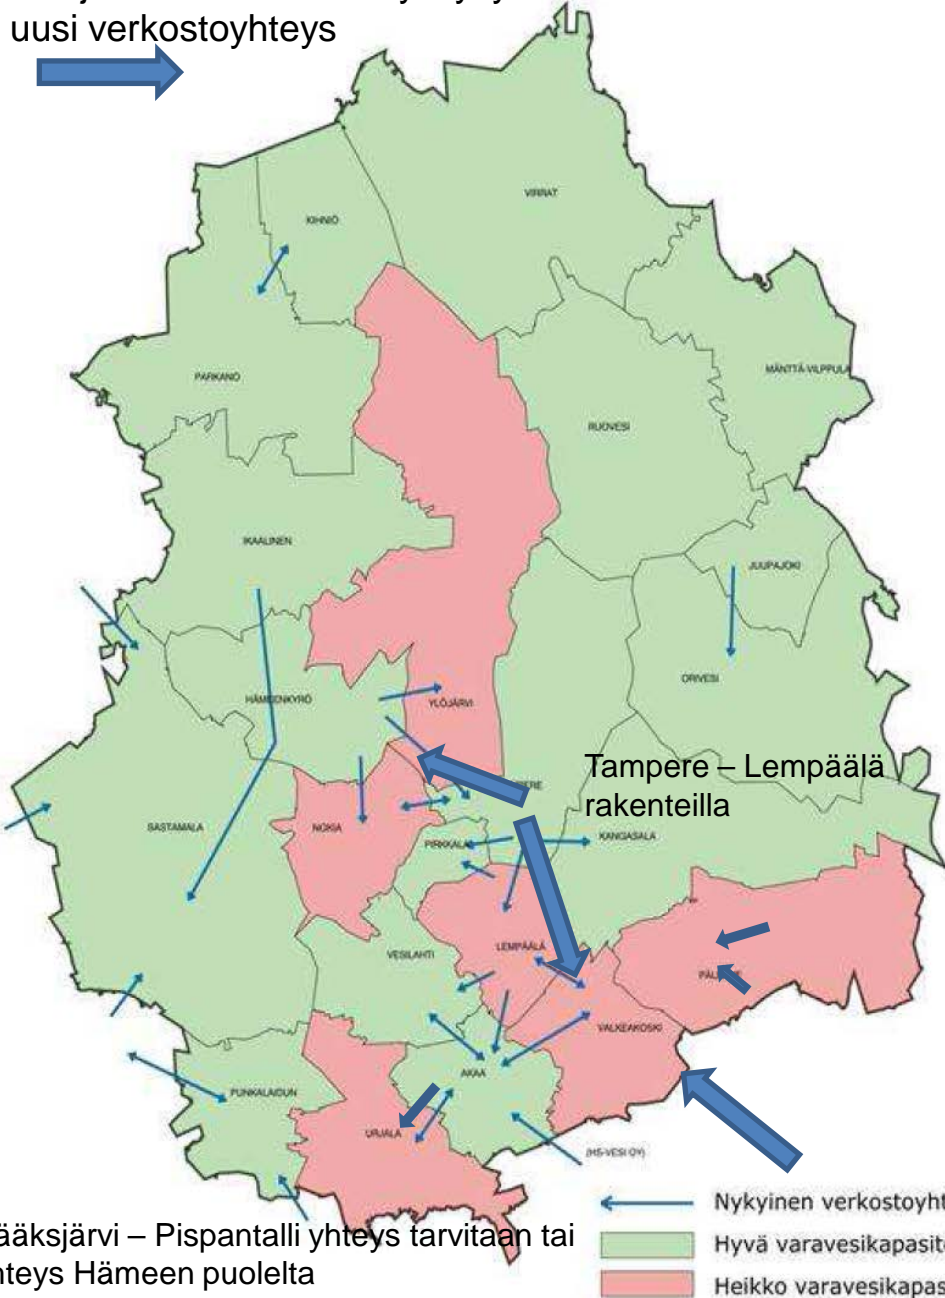 uusi verkostoyhteys
VIRRAT
KIHNIÖ
PARKANO
MÄNTTÄ-VILPPULA
RUOVESI
IKAALINEN
JUUPAJOKI
ORIVESI
HÄMEENKYRÖ
YLÖJÄRVI
Tampere – Lempäälä
rakenteilla
SASTAMALA
NOKIA
PIRKKALA
KANGASALA
VESILAHTI
LEMPÄÄLÄ
VALKEAKOSKI
AKAA
PUNKALAIDUN
URJALA
(HS-VESI OY)
Nykyinen verkostoyht
ääksjärvi – Pispantalli yhteys tarvitaan tai
Hyvä varavesikapasite
hteys Hämeen puolelta
Heikko varavesikapas